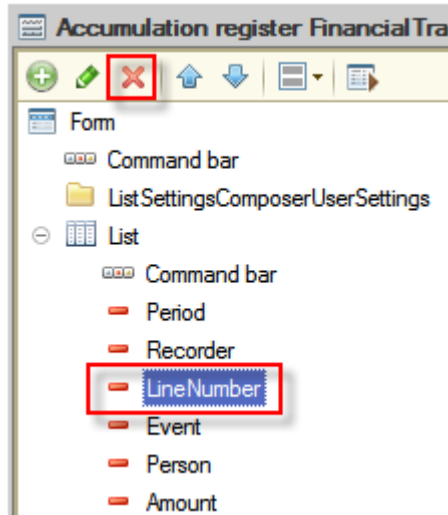 Accumulation register FinancialTra
Form
Command bar
ListSettingsComposerUserSettings
List
Command bar
Period
Recorder
LineNumber
Event
Person
Amount